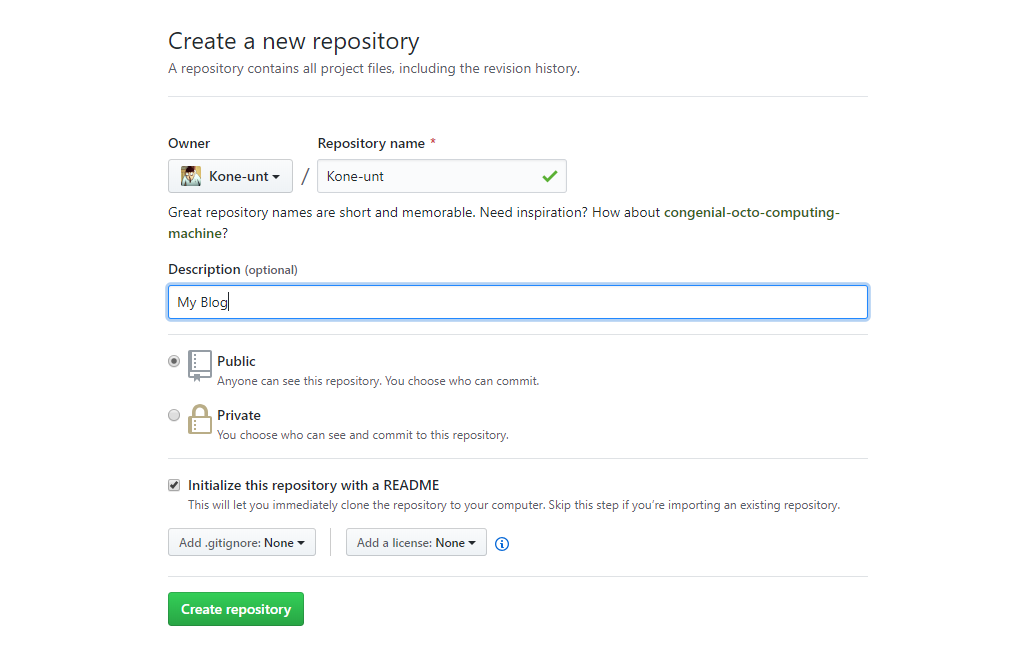 Create a new repository
A repository contains all project files, including the revision history.
Owner
Repository name *
Kone-unt
/
Kone-unt
Great repository names are short and memorable. Need inspiration? How about congenial-octo-computing-
machine?
Description (optional)
My Blog
Public
Anyone can see this repository. You choose who can commit.
Private
You choose who can see and commit to this repository.
Initialize this repository with a README
This will let you immediately clone the repository to your computer. Skip this step if you’re importing an existing repository.
Add .gitignore: None
Add a license: None
Create repository